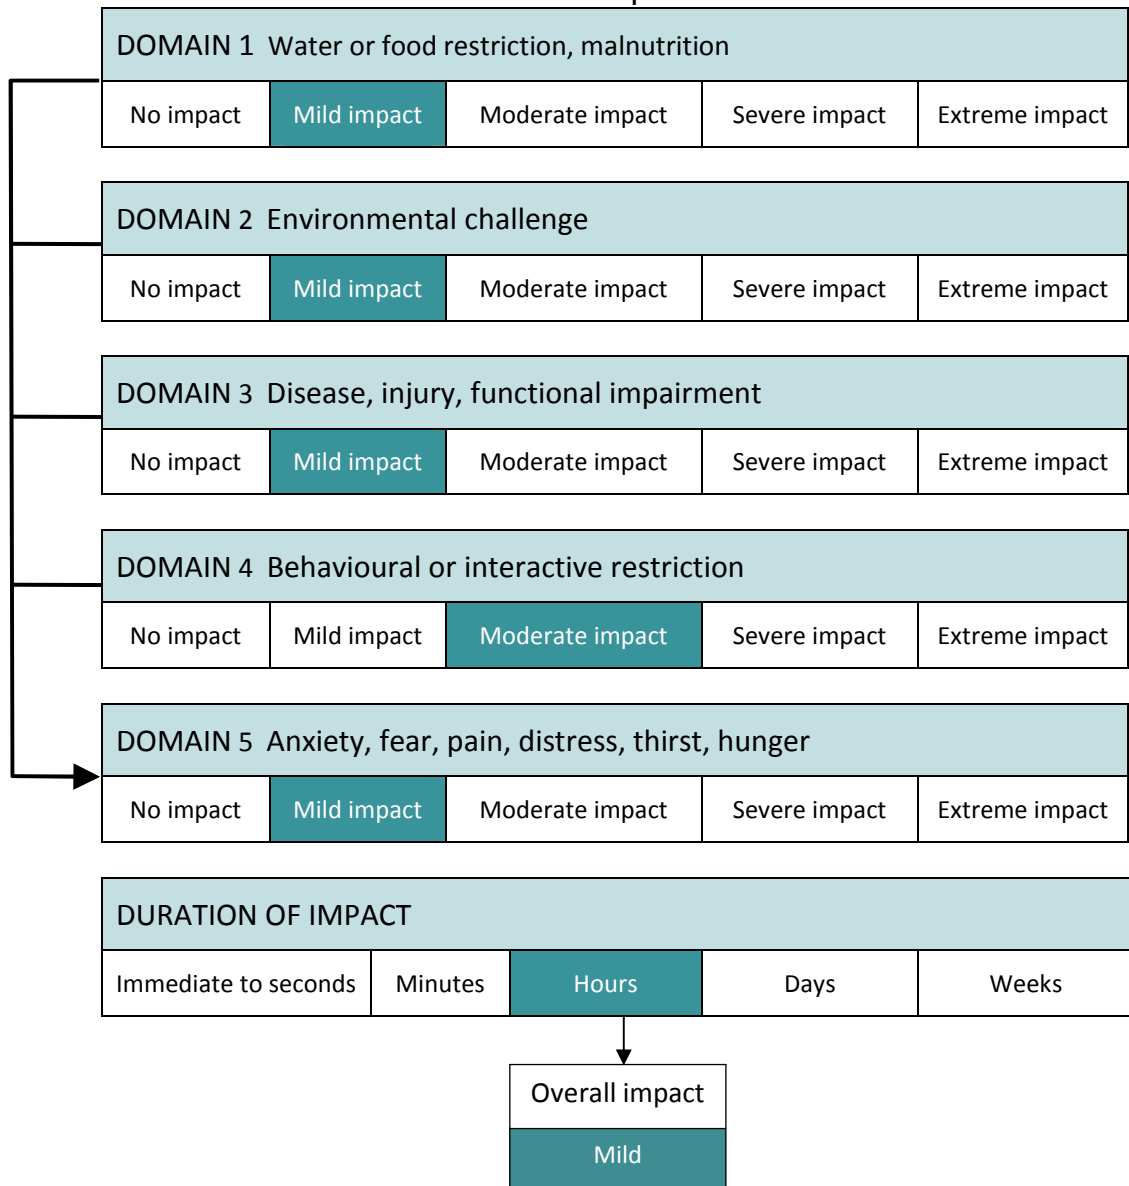 DOMAIN 1 Water or food restriction, malnutrition
No impact Mild impact Moderate impact Severe impact Extreme impact
DOMAIN 2 Environmental challenge
No impact Mild impact Moderate impact Severe impact Extreme impact
DOMAIN 3 Disease, injury, functional impairment
No impact Mild impact Moderate impact Severe impact Extreme impact
DOMAIN 4 Behavioural or interactive restriction
No impact Mild impact Moderate impact Severe impact Extreme impact
DOMAIN 5 Anxiety, fear, pain, distress, thirst, hunger
No impact Mild impact Moderate impact Severe impact Extreme impact
DURATION OF IMPACT
Immediate to seconds Minutes Hours Days Weeks
Overall impact
Mild